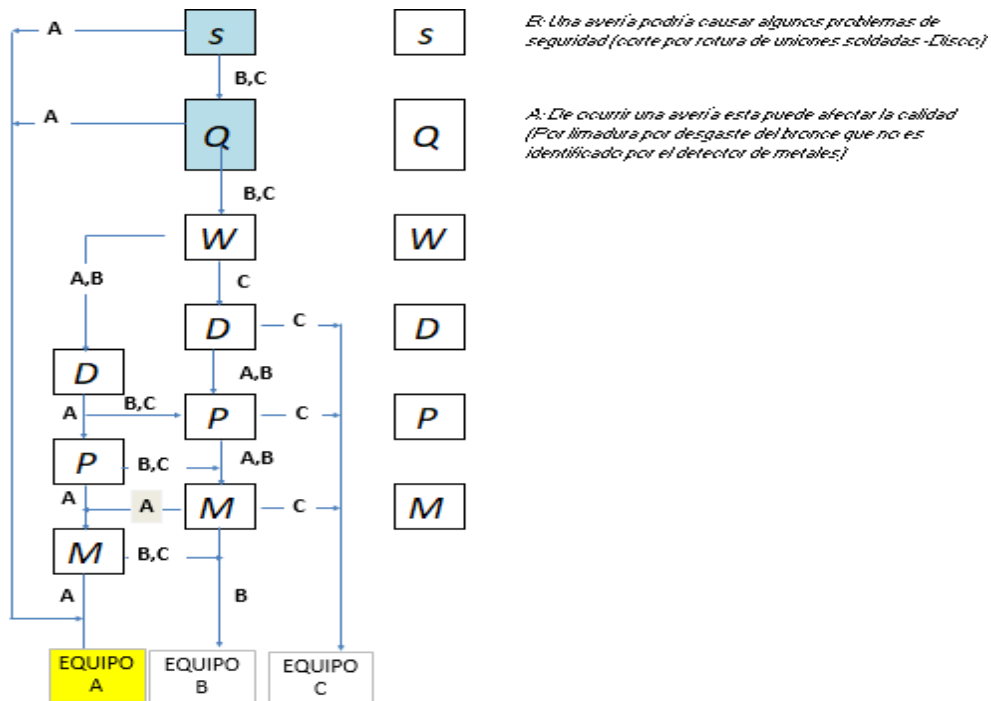 A
S
S
B: Una avería podría causar algunos problemas de
seguridad (corte por rotura de uniones soldadas -Disco)
B,C
A
Q
Q
A: De ocurrir una avería esta puede afectar la calidad
(Por limadura por desgaste del bronce que no es
identificado por el detector de metales)
B,C
W
W
A,B
C
D
C
D
D
A,B
A
B,C
P
C
P
P
B,C
A,B
A
A
M
C
M
M
B,C
A
B
EQUIPO
A
EQUIPO
B
EQUIPO
C